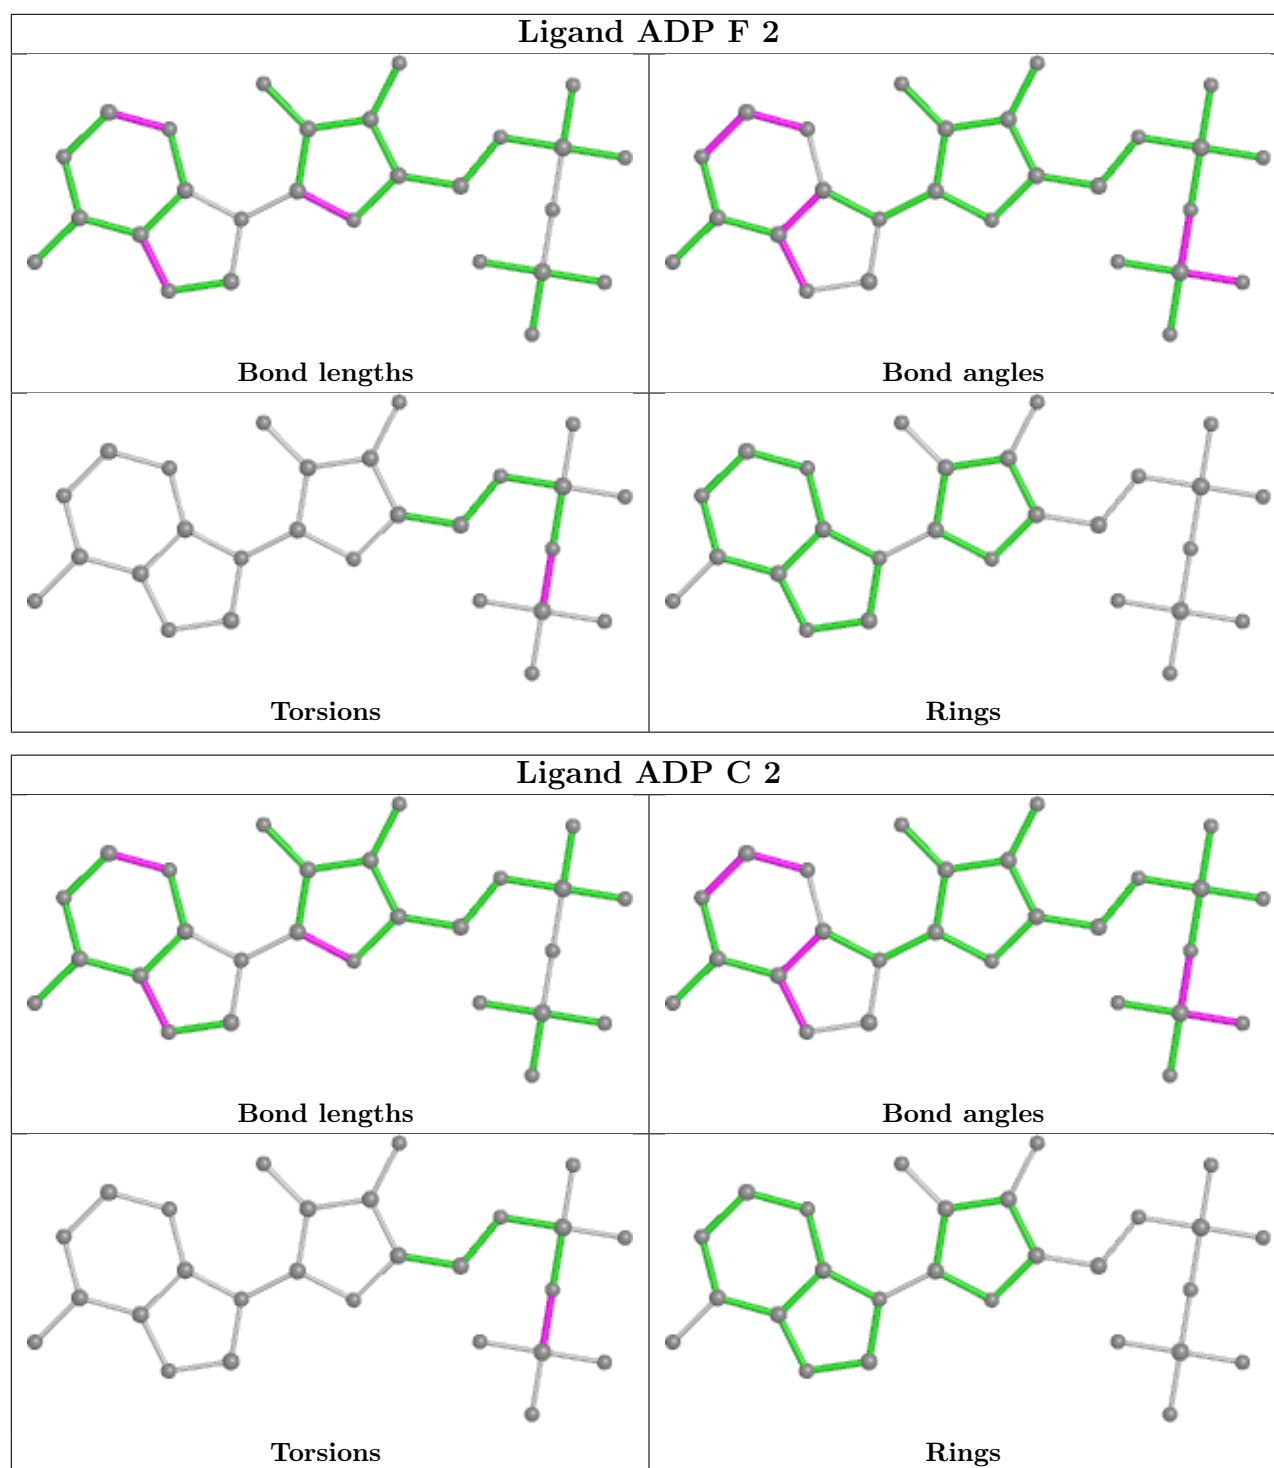 Ligand ADP F 2
Bond lengths
Bond angles
Torsions
Rings
Ligand ADP C 2
Bond lengths
Bond angles
Torsions
Rings